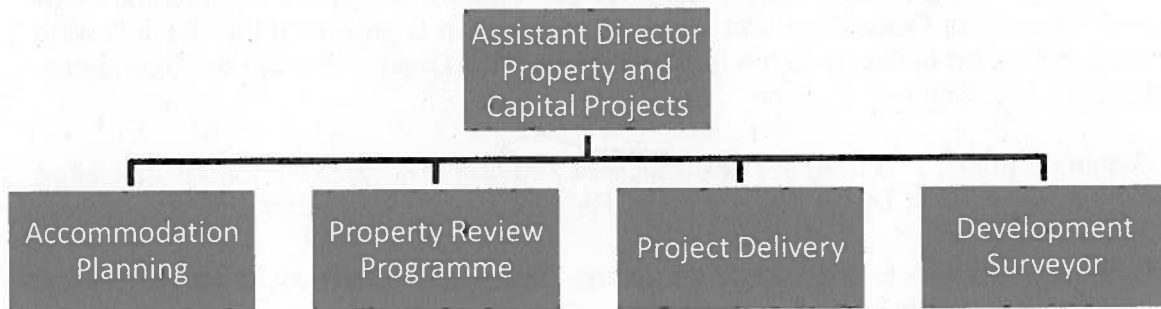 Assistant Director
Property and
Capital Projects
Accommodation
Planning
Property Review
Programme
Project Delivery
Development
Surveyor